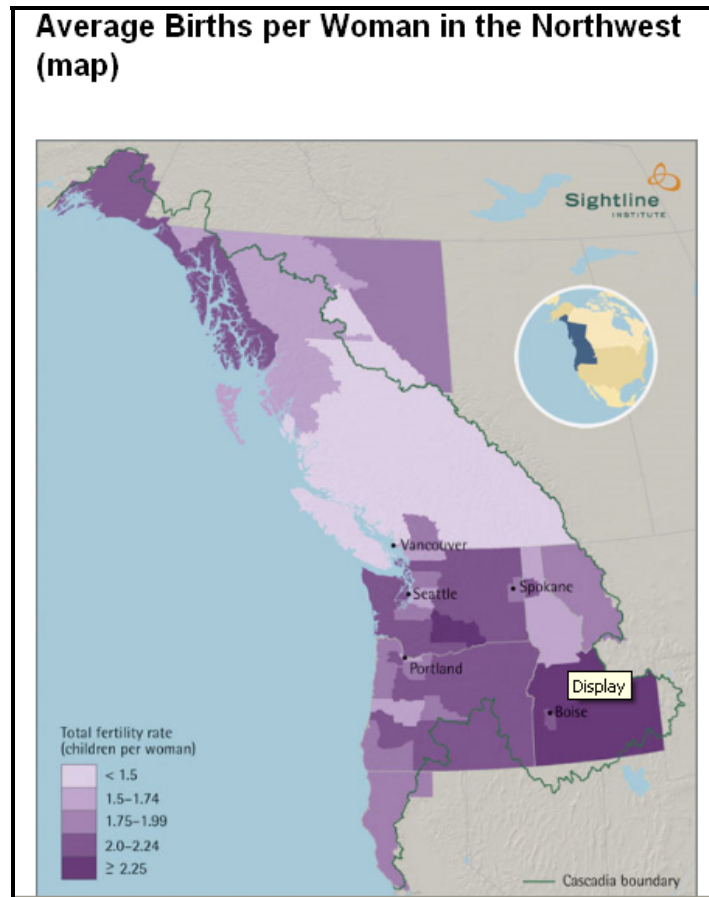 Average Births per Woman in the Northwest
(map)
Sightline
INSTITUTE
Vancouver
Seattle
Spokane
Portland
Display
Boise
Total fertility rate
(children per woman)
< 1.5
1.5–1.74
1.75–1.99
2.0–2.24
≥ 2.25
Cascadia boundary